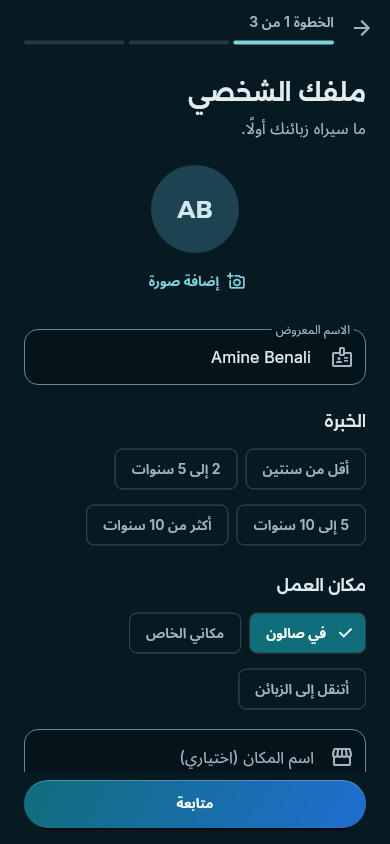 الخطوة 1 من 3
ملفك الشخصي
ما سيراه زبائنك أولًا.
AB
إضافة صورة
الاسم المعروض
Amine Benali
الخبرة
أقل من سنتين
2 إلى 5 سنوات
5 إلى 10 سنوات
أكثر من 10 سنوات
مكان العمل
في صالون
مكاني الخاص
أتنقل إلى الزبائن
اسم المكان (اختياري)
متابعة